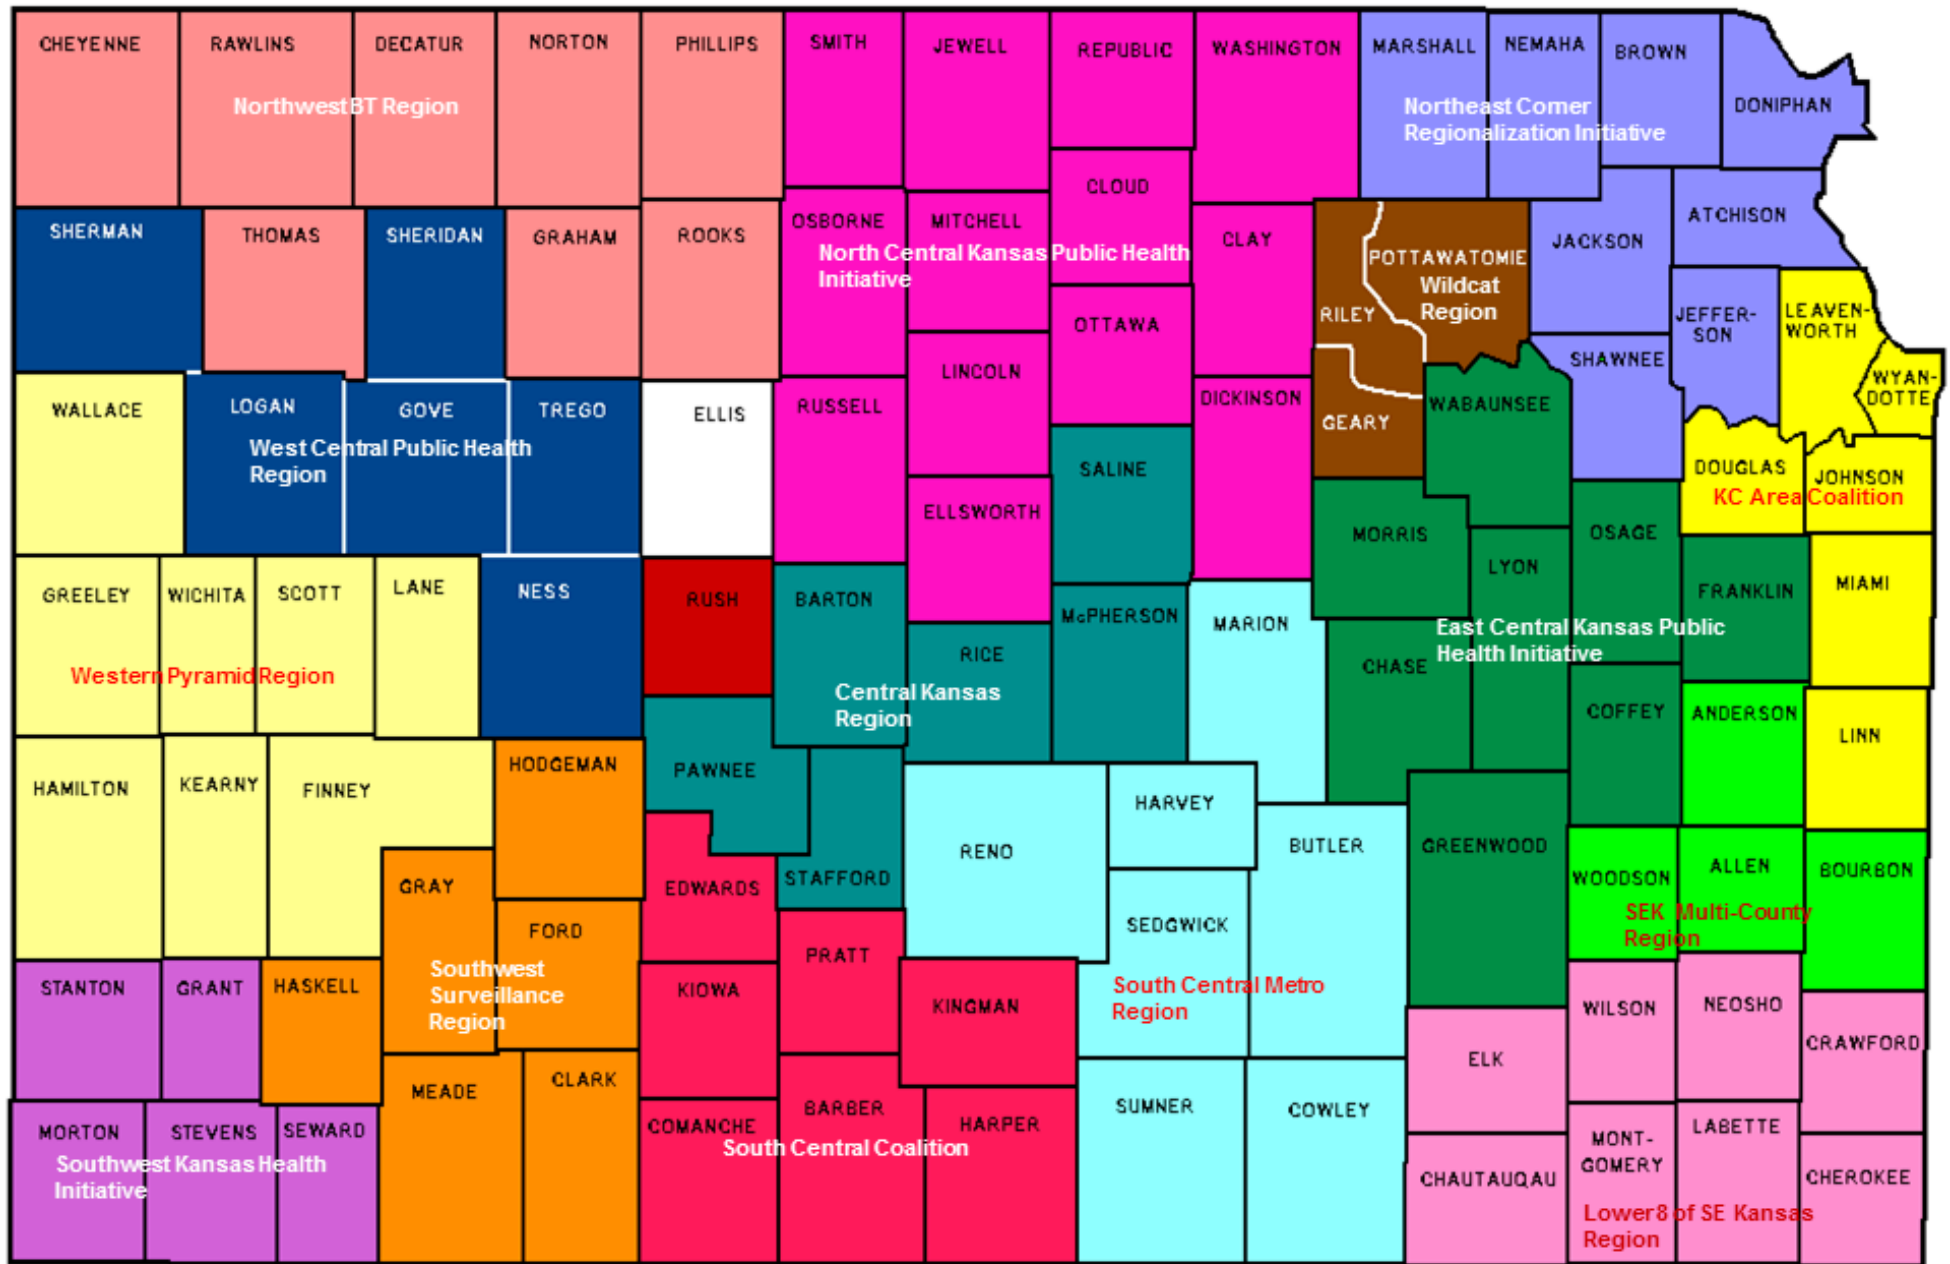 CHEYENNE
RAWLINS
DECATUR
NORTON
PHILLIPS
SMITH
JEWELL
REPUBLIC
WASHINGTON
MARSHALL
NEMAHA
BROWN
DONIPHAN
Northwest BT Region
Northeast Corner
Regionalization Initiative
SHERMAN
THOMAS
SHERIDAN
GRAHAM
ROOKS
OSBORNE
MITCHELL
CLOUD
CLAY
North Central Kansas Public Health
Initiative
RILEY
POTTAWATOMIE
Wildcat
Region
JACKSON
ATCHISON
JEFFER-
SON
LEAVEN-
WORTH
WYAN-
DOTTE
WALLACE
LOGAN
GOVE
TREGO
West Central Public Health
Region
ELLIS
RUSSELL
LINCOLN
OTTAWA
DICKINSON
GEARY
WABAUNSEE
SHAWNEE
DOUGLAS
JOHNSON
KC Area Coalition
SALINE
ELLSWORTH
MORRIS
LYON
OSAGE
FRANKLIN
MIAMI
GREELEY
WICHITA
SCOTT
LANE
NESS
Western Pyramid Region
RUSH
BARTON
RICE
McPHERSON
MARION
CHASE
East Central Kansas Public
Health Initiative
Central Kansas
Region
COFFEY
ANDERSON
LINN
HAMILTON
KEARNY
FINNEY
HODGEMAN
PAWNEE
STAFFORD
RENO
HARVEY
BUTLER
GREENWOOD
WOODSON
ALLEN
BOURBON
SEK Multi-County
Region
GRAY
FORD
EDWARDS
PRATT
SEDGWICK
South Central Metro
Region
STANTON
GRANT
HASKELL
Southwest
Surveillance
Region
KIOWA
KINGMAN
WILSON
NEOSHO
CRAWFORD
ELK
MORTON
STEVENS
SEWARD
Southwest Kansas Health
Initiative
MEADE
CLARK
COMANCHE
BARBER
HARPER
South Central Coalition
SUMNER
COWLEY
CHAUTAUQAU
MONT-
GOMERY
LABETTE
CHEROKEE
Lower 8 of SE Kansas
Region